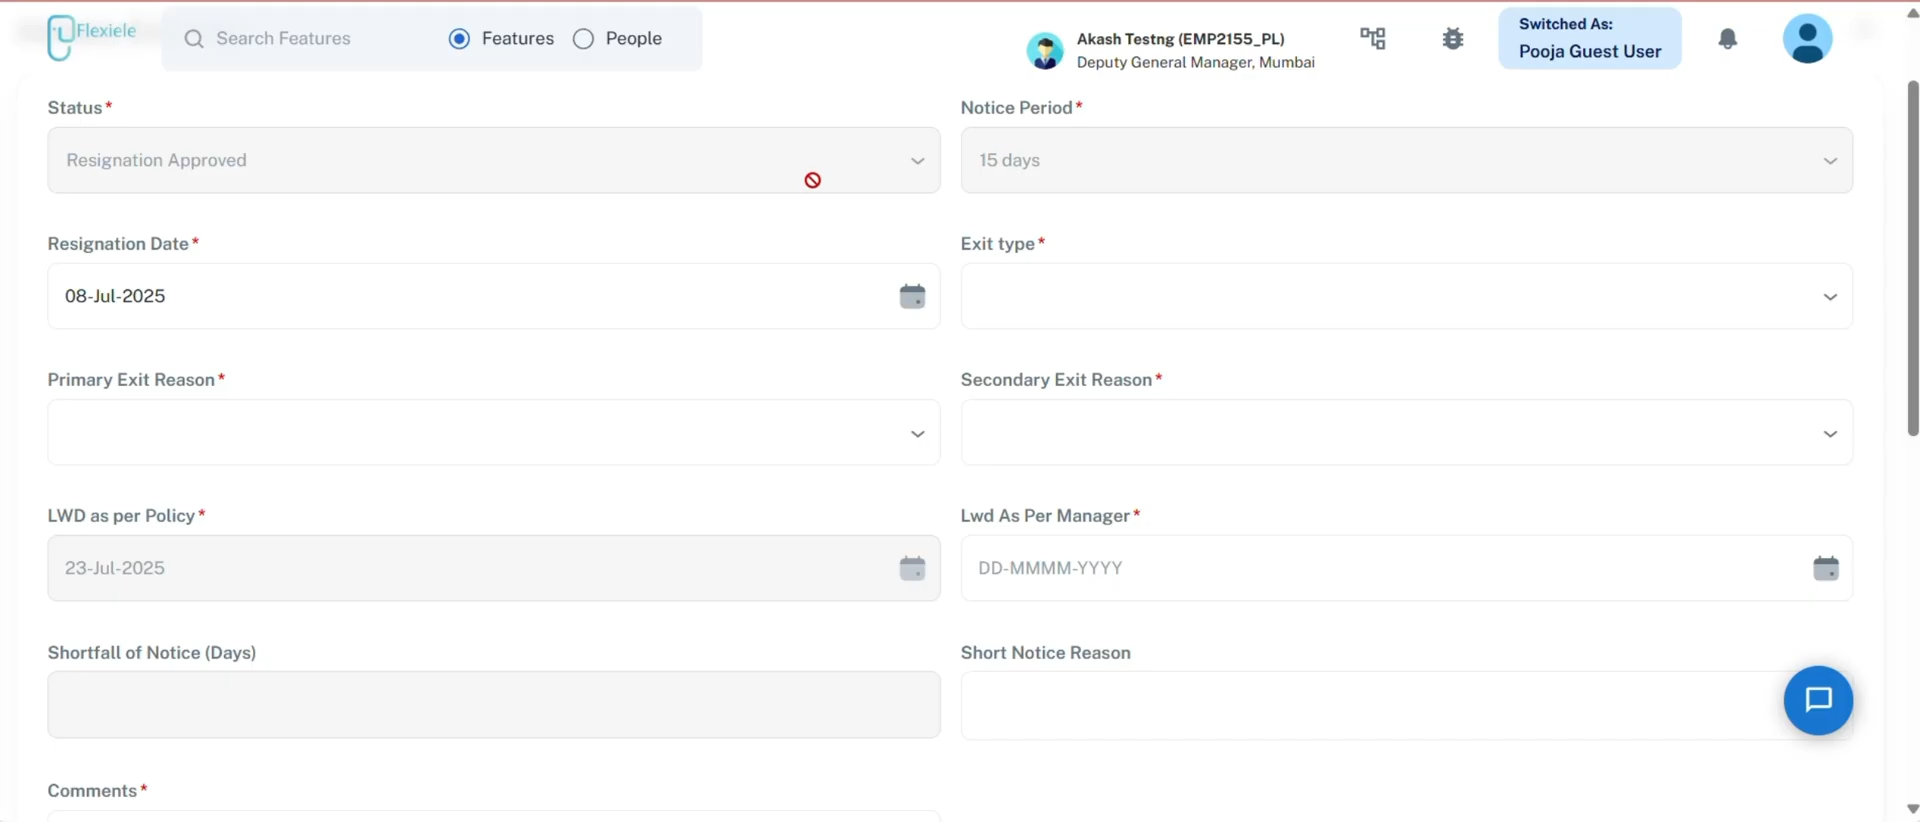 Flexiele
Search Features
Features
People
Akash Testng (EMP2155_PL)
Deputy General Manager, Mumbai
Switched As:
Pooja Guest User
Status*
Notice Period*
Resignation Approved
15 days
Resignation Date*
Exit type*
08-Jul-2025
Primary Exit Reason*
Secondary Exit Reason*
LWD as per Policy*
Lwd As Per Manager*
23-Jul-2025
DD-MMMM-YYYY
Shortfall of Notice (Days)
Short Notice Reason
Comments*